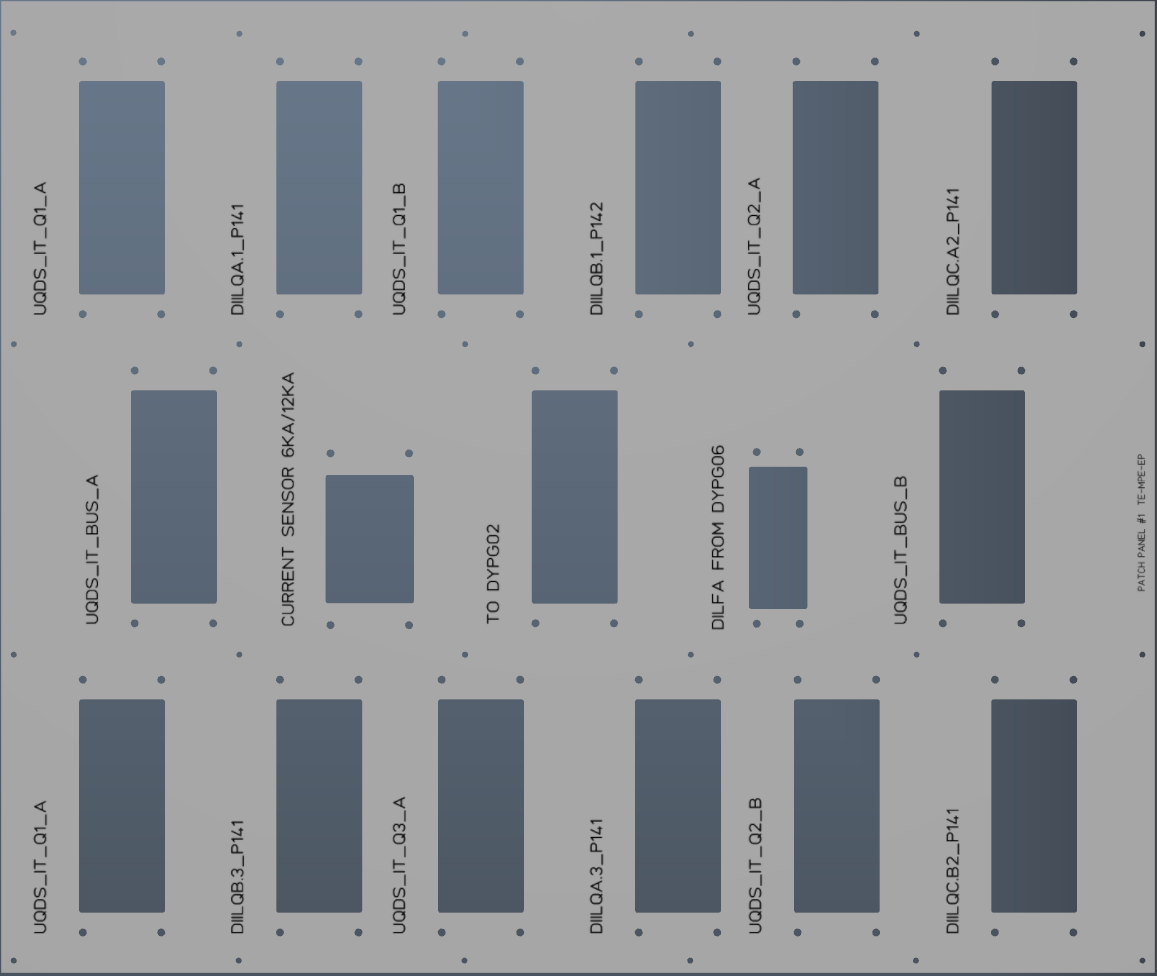 UQDS_IT_Q1_A
DIILQA.1_P141
UQDS_IT_Q1_B
DIILQB.1_P142
UQDS_IT_Q2_A
DIILQC.A2_P141
UQDS_IT_BUS_A
CURRENT SENSOR 6KA/12KA
TO DYPG02
DILFA FROM DYPG06
UQDS_IT_BUS_B
PATCH PANEL #1 TE-MPE-EP
UQDS_IT_Q1_A
DIILQB.3_P141
UQDS_IT_Q3_A
DIILQA.3_P141
UQDS_IT_Q2_B
DIILQC.B2_P141